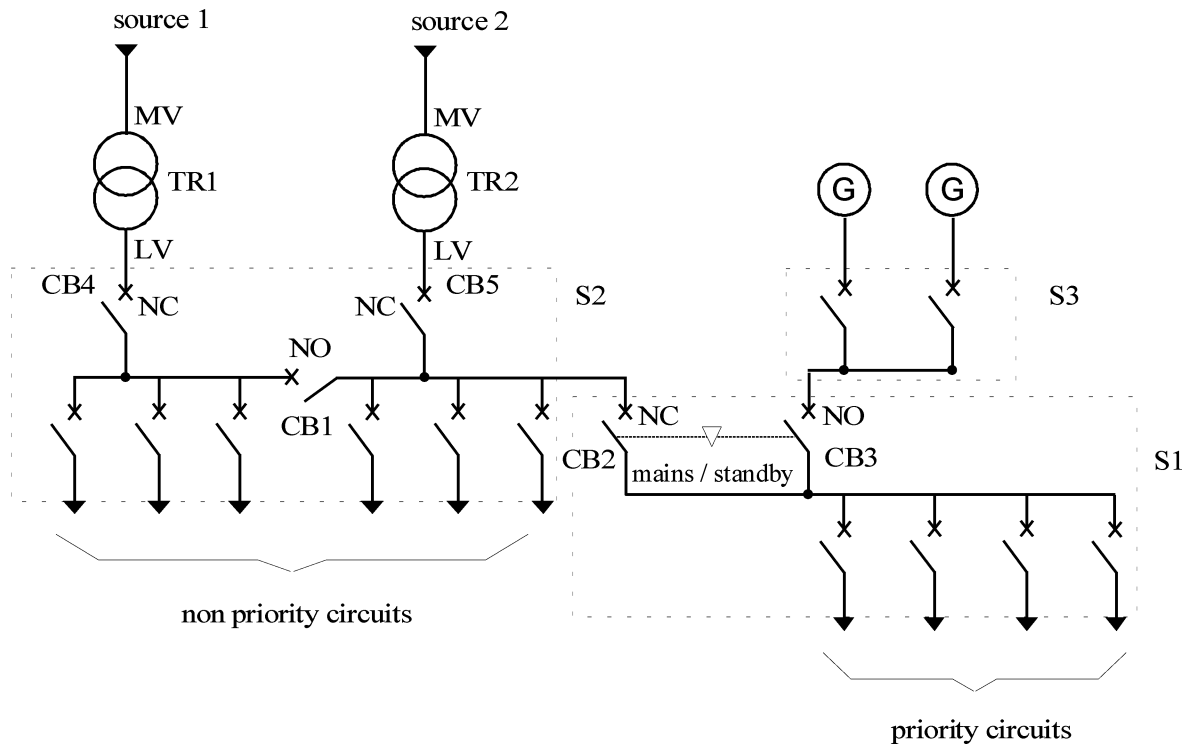 source 1
source 2
MV
MV
TR1
TR2
G
G
LV
LV
CB4
NC
NC
CB5
S2
S3
NO
CB1
NC
NO
CB2
CB3
mains / standby
S1
non priority circuits
priority circuits